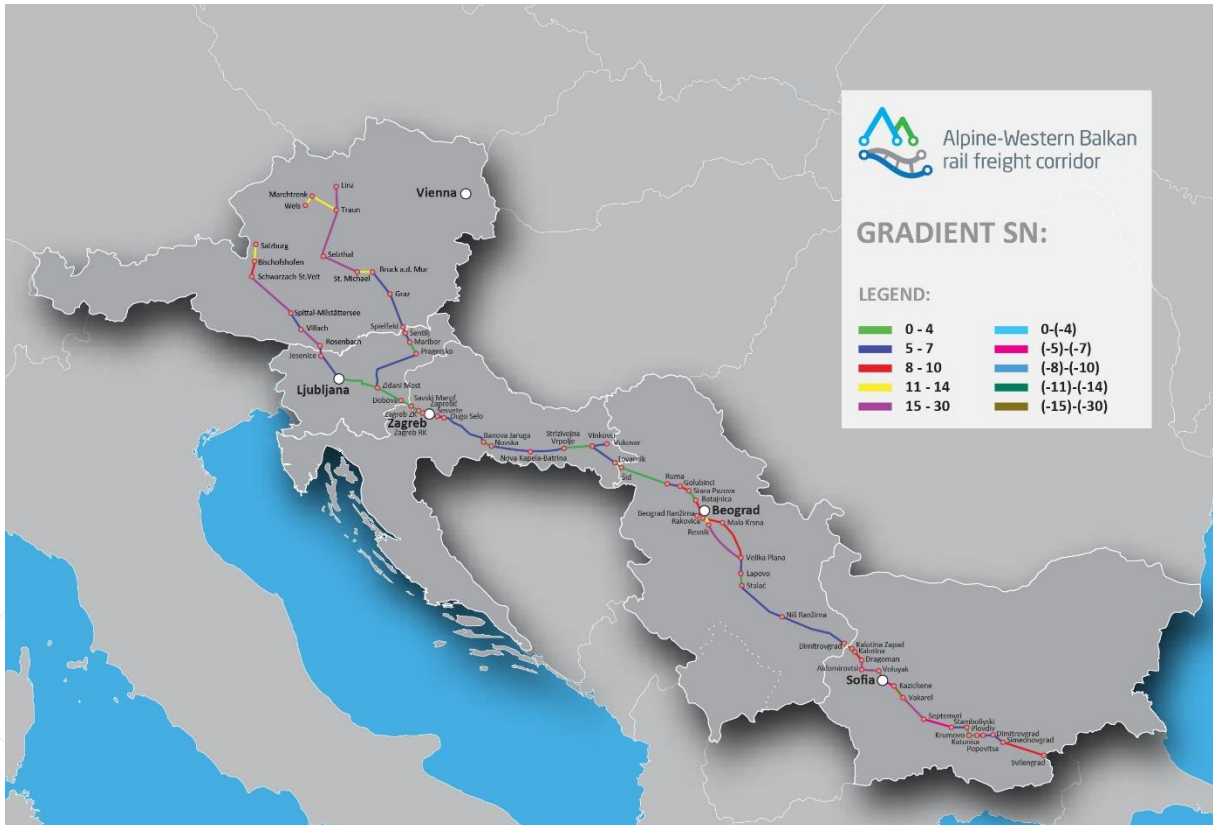 Alpine-Western Balkan
rail freight corridor
GRADIENT SN:
LEGEND:
0 - 4
0-(-4)
5 - 7
(-5)-(-7)
8 - 10
(-8)-(-10)
11 - 14
(-11)-(-14)
15 - 30
(-15)-(-30)
Linz
Marchtrenk
Wels
Traun
Vienna
Salzburg
Bischofshofen
Selzthal
Schwarzach St.Veit
St. Michael
Bruck a.d. Mur
Graz
Spittal-Milstättersee
Villach
Spielfeld
Sentilj
Rosenbach
Maribor
Jesenice
Pragersko
Ljubljana
Zidani Most
Dobova
Savski Marof
Zaprešić
Zagreb ZK
Sesvete
Zagreb
Dugo Selo
Zagreb RK
Banova Jaruga
Novska
Nova Kapela-Batrina
Strizivojna
Vrpolje
Vinkovci
Vukovar
Tovarnik
Sid
Ruma
Golubinci
Stara Pazova
Batajnica
Beograd
Beograd Ranžirna
Rakovica
Resnik
Mala Krsna
Velika Plana
Lapovo
Stalać
Niš Ranžirna
Dimitrovgrad
Kalotina Zapad
Kalotina
Dragoman
Aldomirovtsi
Voluyak
Sofia
Kazichene
Vakarel
Septemvri
Stamboliyski
Plovdiv
Krumovo
Katunisa
Popovitsa
Dimitrovgrad
Simeonovgrad
Svilengrad